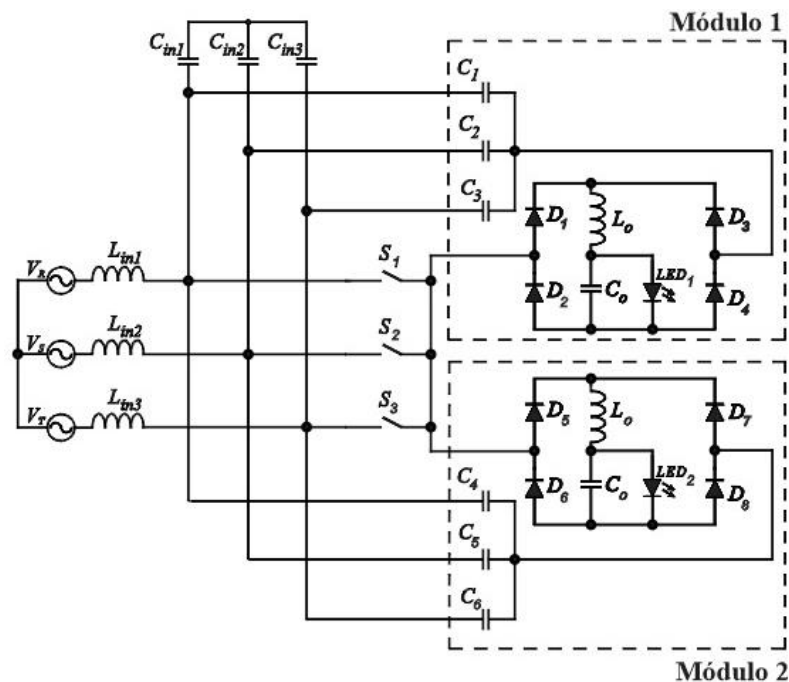 Módulo 1
C_in1 C_in2 C_in3
C_1
C_2
C_3
D_1 L_o D_3
D_2 C_o LED_1 D_4
V_R L_in1 S_1
V_S L_in2 S_2
V_T L_in3 S_3
D_5 L_o D_7
D_6 C_o LED_2 D_8
C_4
C_5
C_6
Módulo 2